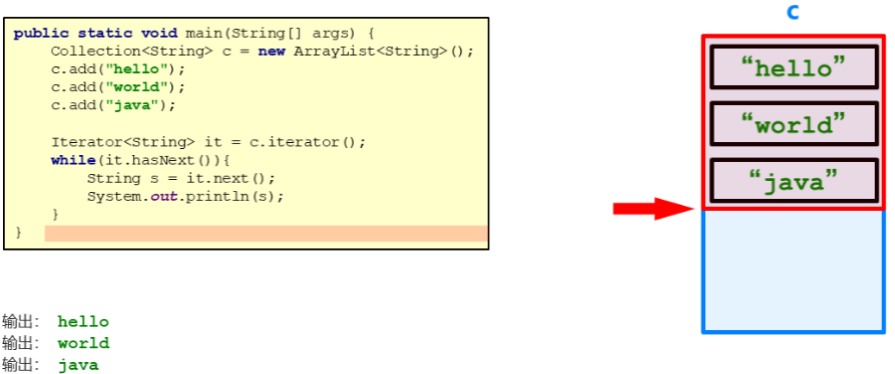 public static void main(String[] args) {
Collection<String> c = new ArrayList<String>();
c.add("hello");
c.add("world");
c.add("java");
Iterator<String> it = c.iterator();
while(it.hasNext()){
String s = it.next();
System.out.println(s);
}
}
c
“hello”
“world”
“java”
输出： hello
输出： world
输出： java